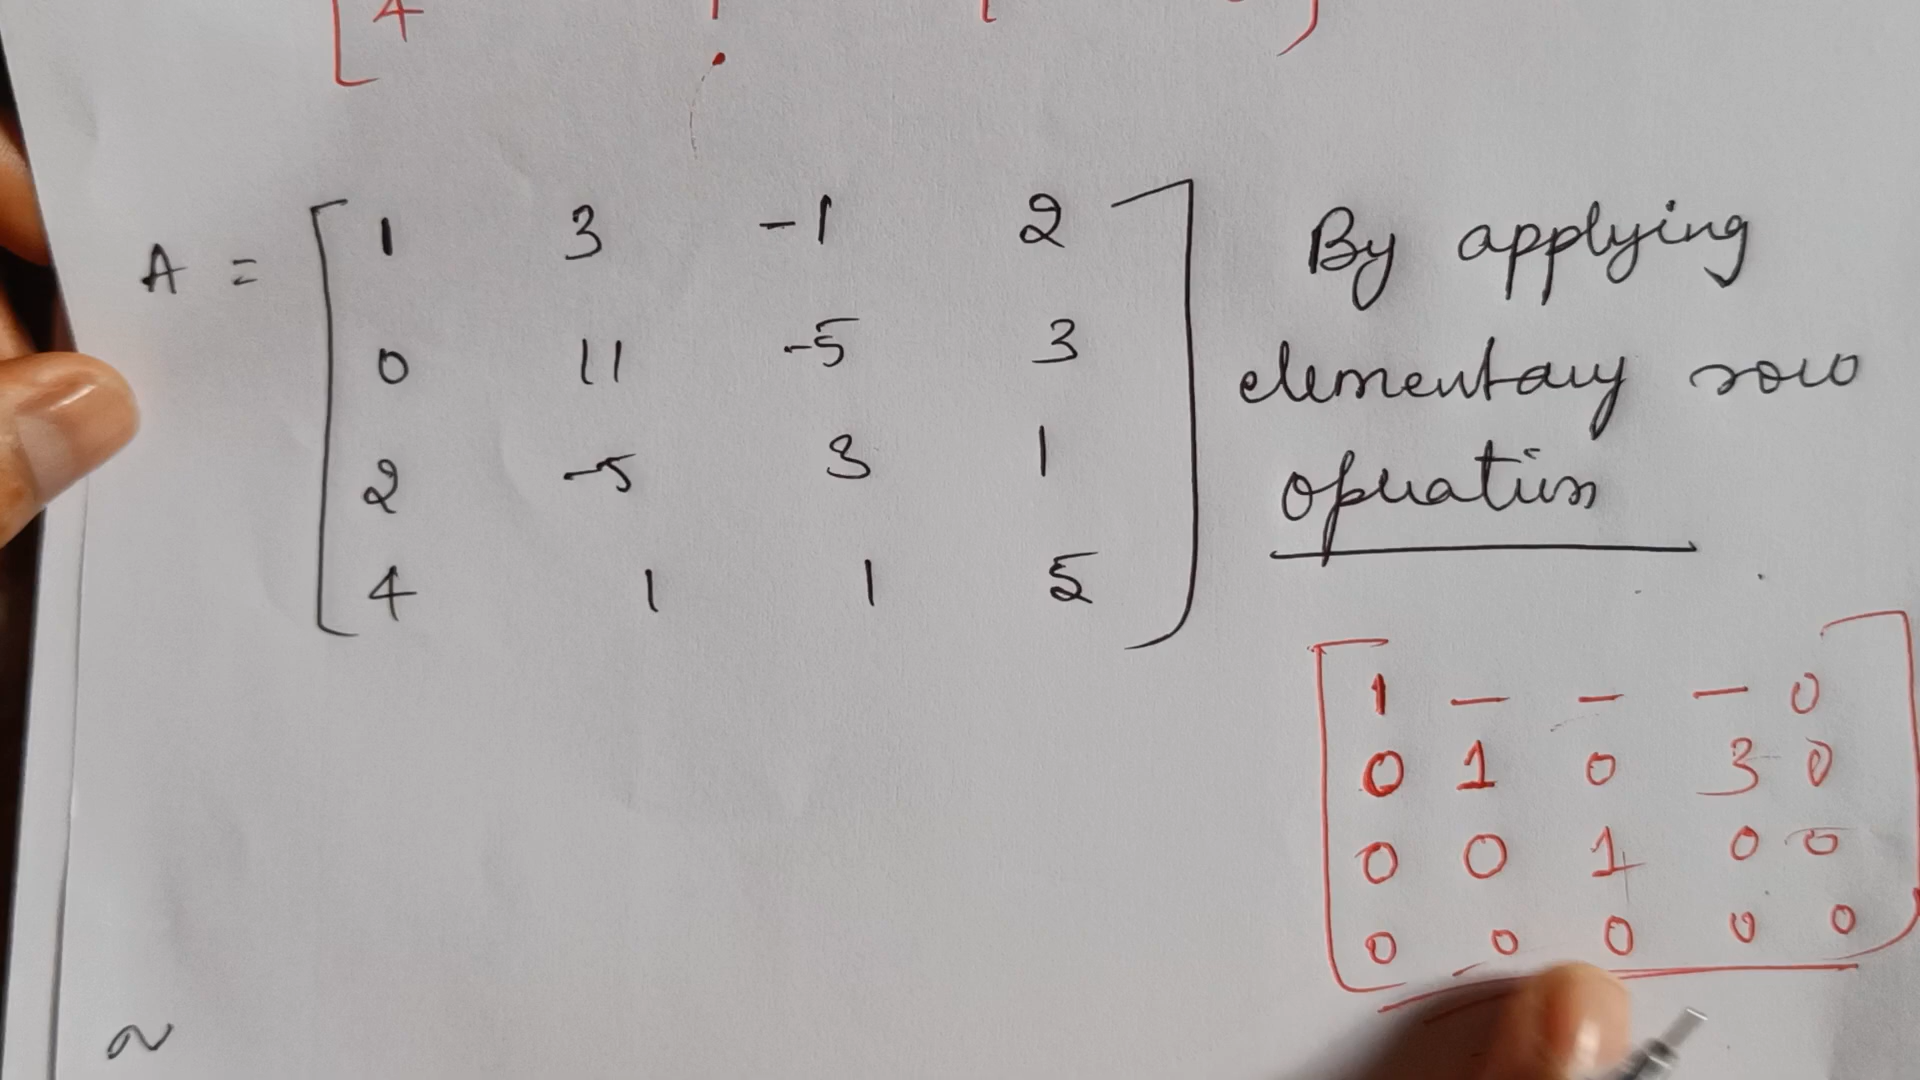 [4
A = [ 1 3 -1 2 ]
0 11 -5 3
2 -5 3 1
4 1 1 5
By applying
elementary row
operation
1 — — — 0
0 1 0 3 0
0 0 1 0 0
0 0 0 0 0
~